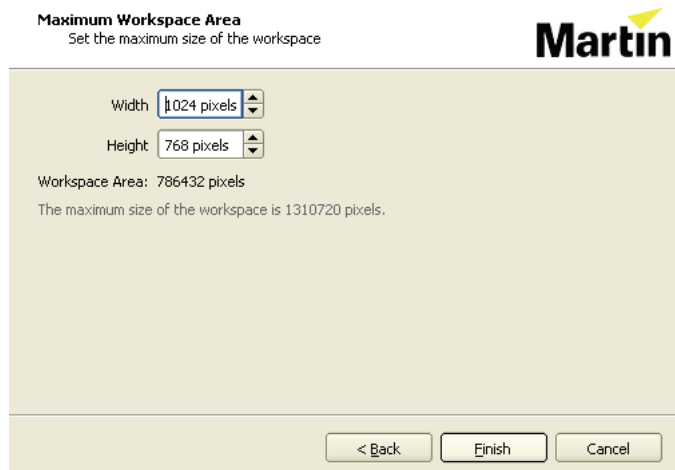 Maximum Workspace Area
Set the maximum size of the workspace
Martin
Width 1024 pixels
Height 768 pixels
Workspace Area: 786432 pixels
The maximum size of the workspace is 1310720 pixels.
< Back Finish Cancel